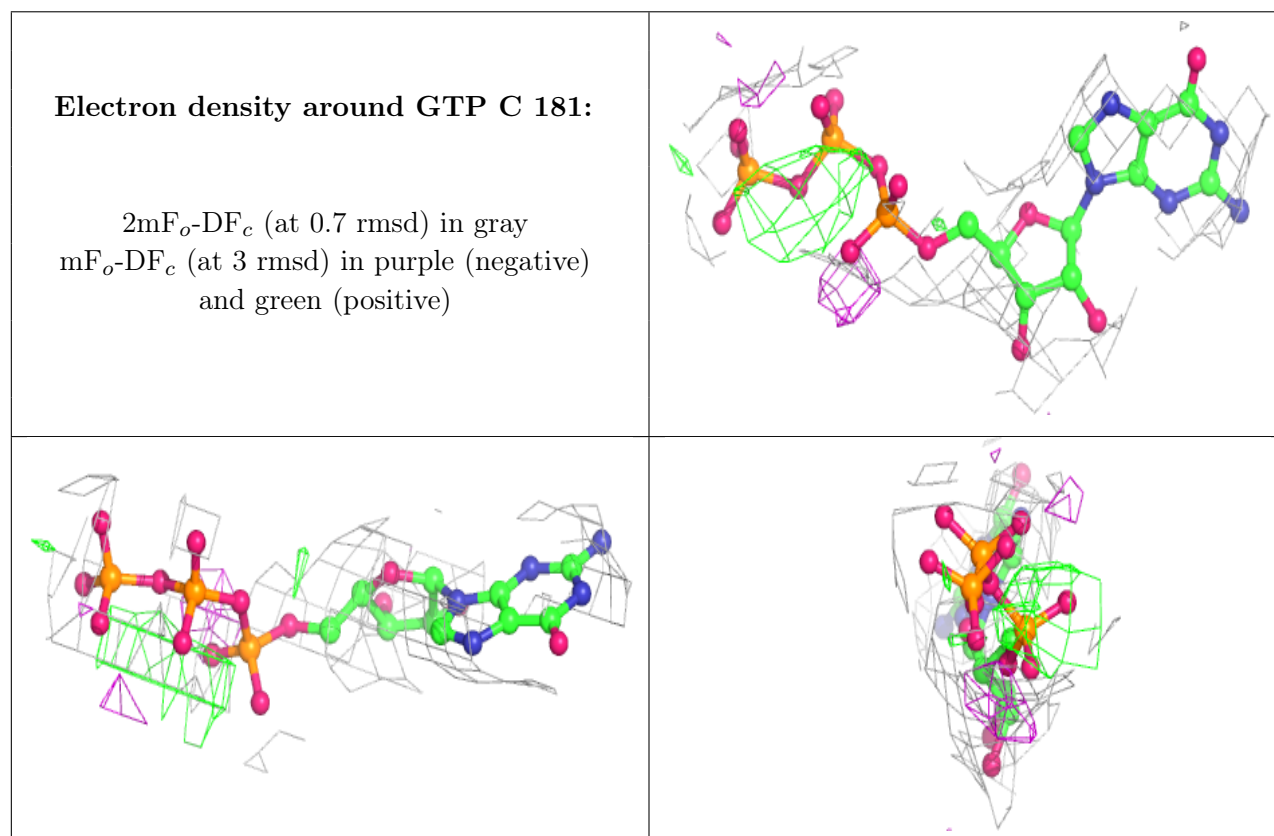 Electron density around GTP C 181:
2mFo-DFc (at 0.7 rmsd) in gray
mFo-DFc (at 3 rmsd) in purple (negative)
and green (positive)